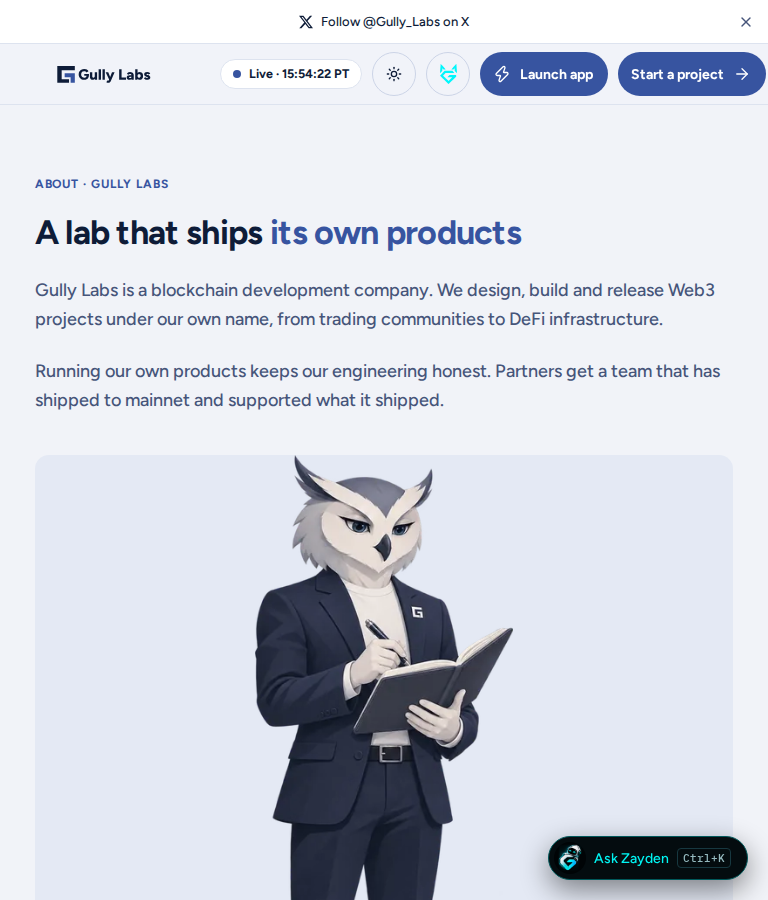 Follow @Gully_Labs on X
Gully Labs
Live · 15:54:22 PT
Launch app
Start a project
ABOUT · GULLY LABS
A lab that ships its own products
Gully Labs is a blockchain development company. We design, build and release Web3
projects under our own name, from trading communities to DeFi infrastructure.
Running our own products keeps our engineering honest. Partners get a team that has
shipped to mainnet and supported what it shipped.
Ask Zayden Ctrl+K